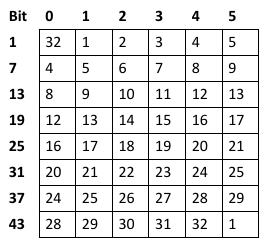 Bit 0 1 2 3 4 5
1 32 1 2 3 4 5
7 4 5 6 7 8 9
13 8 9 10 11 12 13
19 12 13 14 15 16 17
25 16 17 18 19 20 21
31 20 21 22 23 24 25
37 24 25 26 27 28 29
43 28 29 30 31 32 1